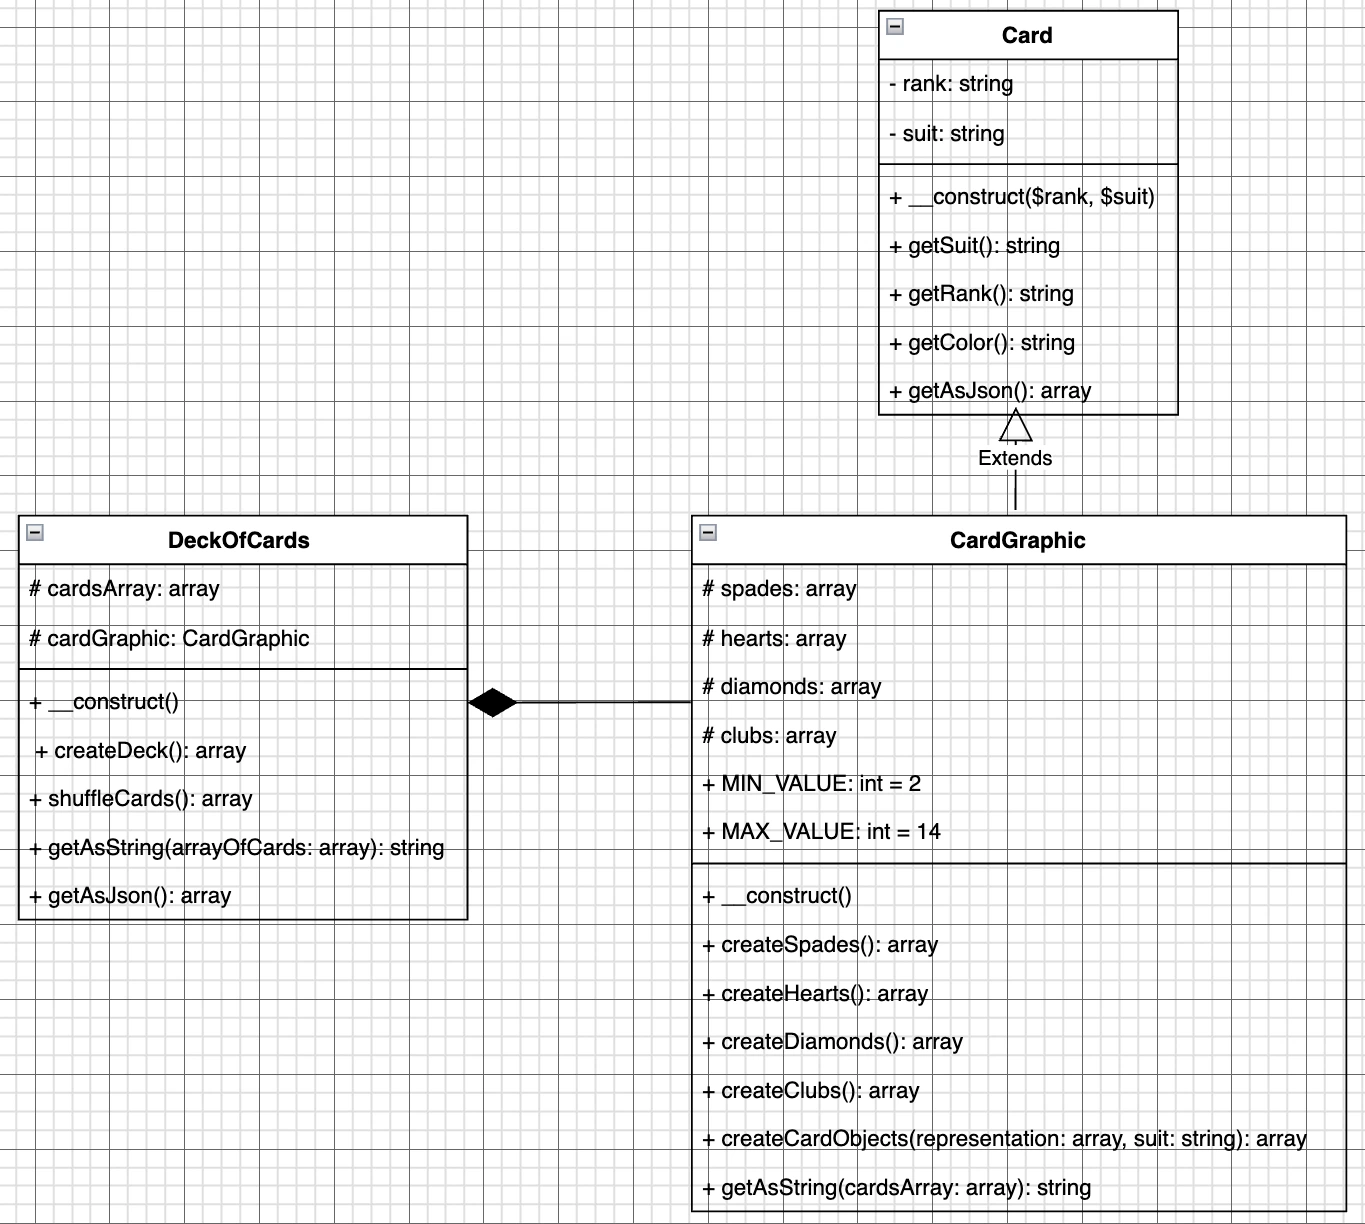 Card
- rank: string
- suit: string
+ __construct($rank, $suit)
+ getSuit(): string
+ getRank(): string
+ getColor(): string
+ getAsJson(): array
Extends
DeckOfCards
# cardsArray: array
# cardGraphic: CardGraphic
+ __construct()
+ createDeck(): array
+ shuffleCards(): array
+ getAsString(arrayOfCards: array): string
+ getAsJson(): array
CardGraphic
# spades: array
# hearts: array
# diamonds: array
# clubs: array
+ MIN_VALUE: int = 2
+ MAX_VALUE: int = 14
+ __construct()
+ createSpades(): array
+ createHearts(): array
+ createDiamonds(): array
+ createClubs(): array
+ createCardObjects(representation: array, suit: string): array
+ getAsString(cardsArray: array): string